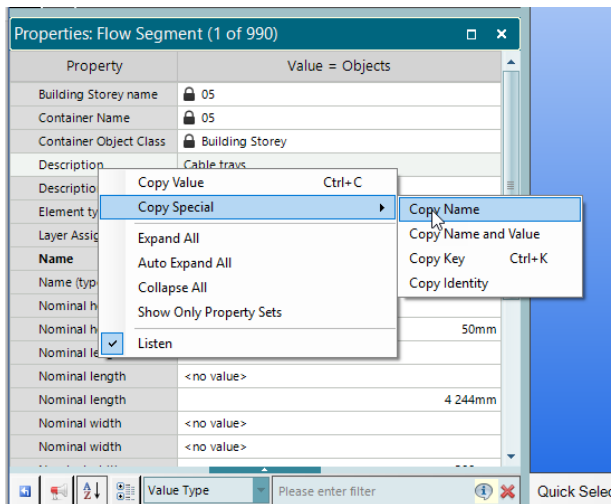 Properties: Flow Segment (1 of 990)
Property Value = Objects
Building Storey name 05
Container Name 05
Container Object Class Building Storey
Description Cable trays
Descriptio
Copy Value Ctrl+C
Element ty
Copy Special
Copy Name
Layer Assig
Copy Name and Value
Expand All
Name
Copy Key Ctrl+K
Auto Expand All
Name (typ
Copy Identity
Collapse All
Nominal h
Show Only Property Sets
Nominal h 50mm
Listen
Nominal le
Nominal length <no value>
Nominal length 4 244mm
Nominal width <no value>
Nominal width <no value>
Value Type Please enter filter Quick Selec